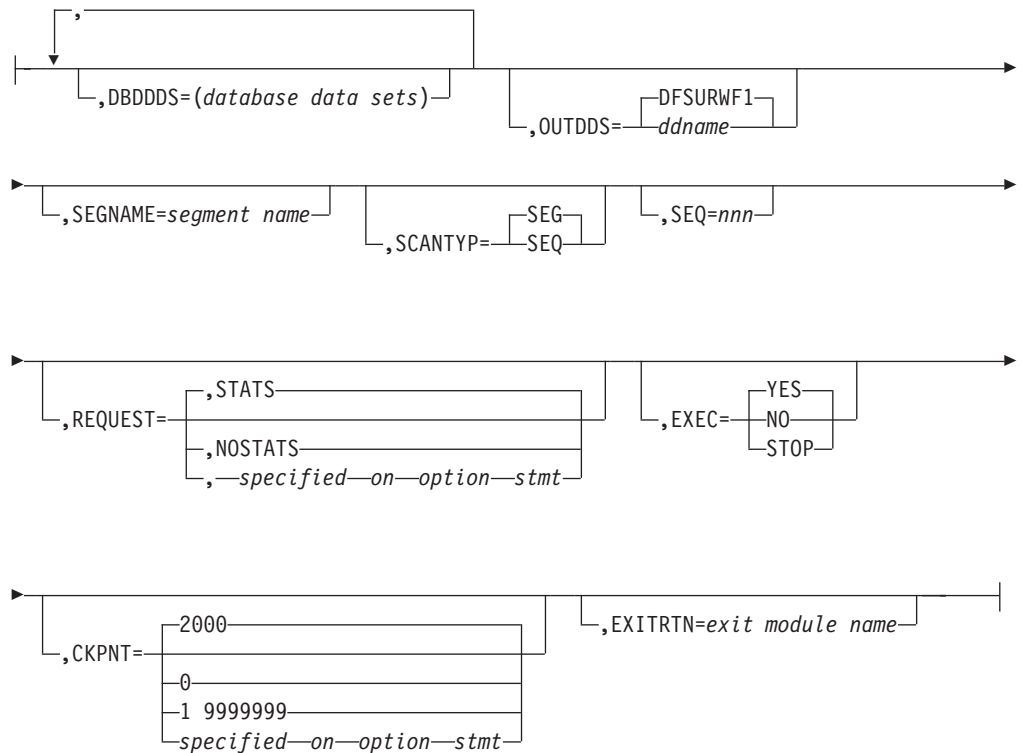 ,
,DBDDDS=(database data sets)
,OUTDDS=
DFSURWF1
ddname
,SEGNAME=segment name
,SCANTYP=
SEG
SEQ
,SEQ=nnn
,REQUEST=
,STATS
,NOSTATS
, specified on option stmt
,EXEC=
YES
NO
STOP
,CKPNT=
2000
0
1 9999999
specified on option stmt
,EXITRTN=exit module name